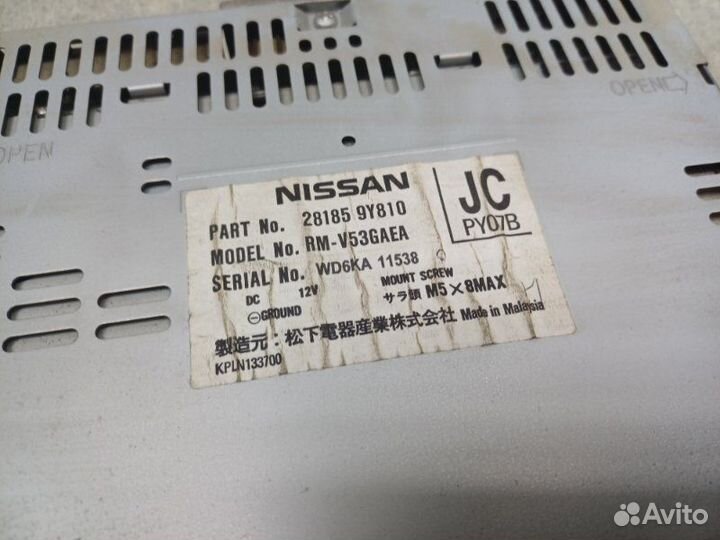 OPEN
OPEN
NISSAN
PART No. 28185 9Y810
MODEL No. RM-V53GAEA
SERIAL No. WD6KA 11538
JC
PY07B
DC 12V
⊖GROUND
MOUNT SCREW
サラ頭 M5×8MAX
製造元：松下電器産業株式会社 Made in Malaysia
KPLN133700
Avito